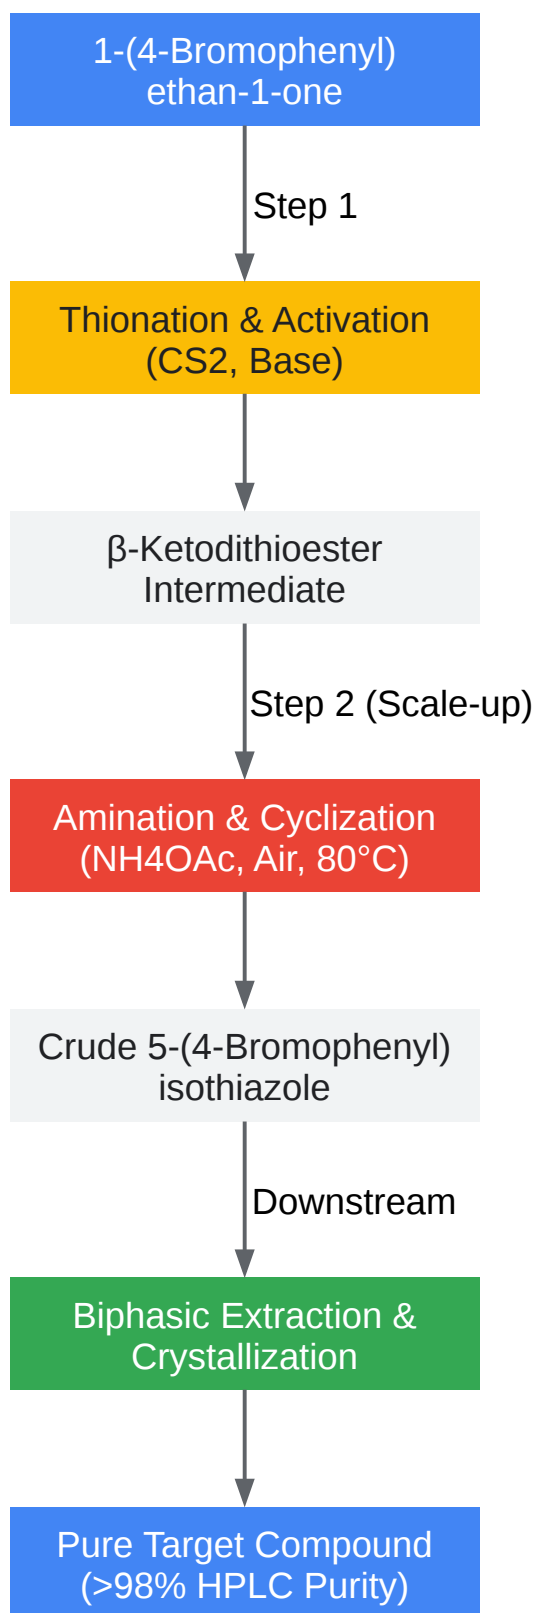 1-(4-Bromophenyl)
ethan-1-one
Step 1
Thionation & Activation
(CS2, Base)
β-Ketodithioester
Intermediate
Step 2 (Scale-up)
Amination & Cyclization
(NH4OAc, Air, 80°C)
Crude 5-(4-Bromophenyl)
isothiazole
Downstream
Biphasic Extraction &
Crystallization
Pure Target Compound
(>98% HPLC Purity)